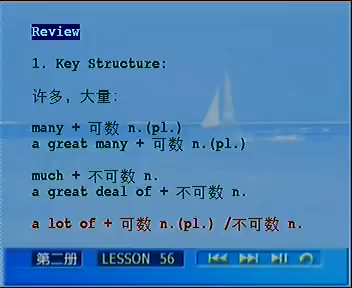 Review
1. Key Structure:
许多，大量：
many + 可数 n.(pl.)
a great many + 可数 n.(pl.)
much + 不可数 n.
a great deal of + 不可数 n.
a lot of + 可数 n.(pl.) /不可数 n.
第二册 LESSON 56